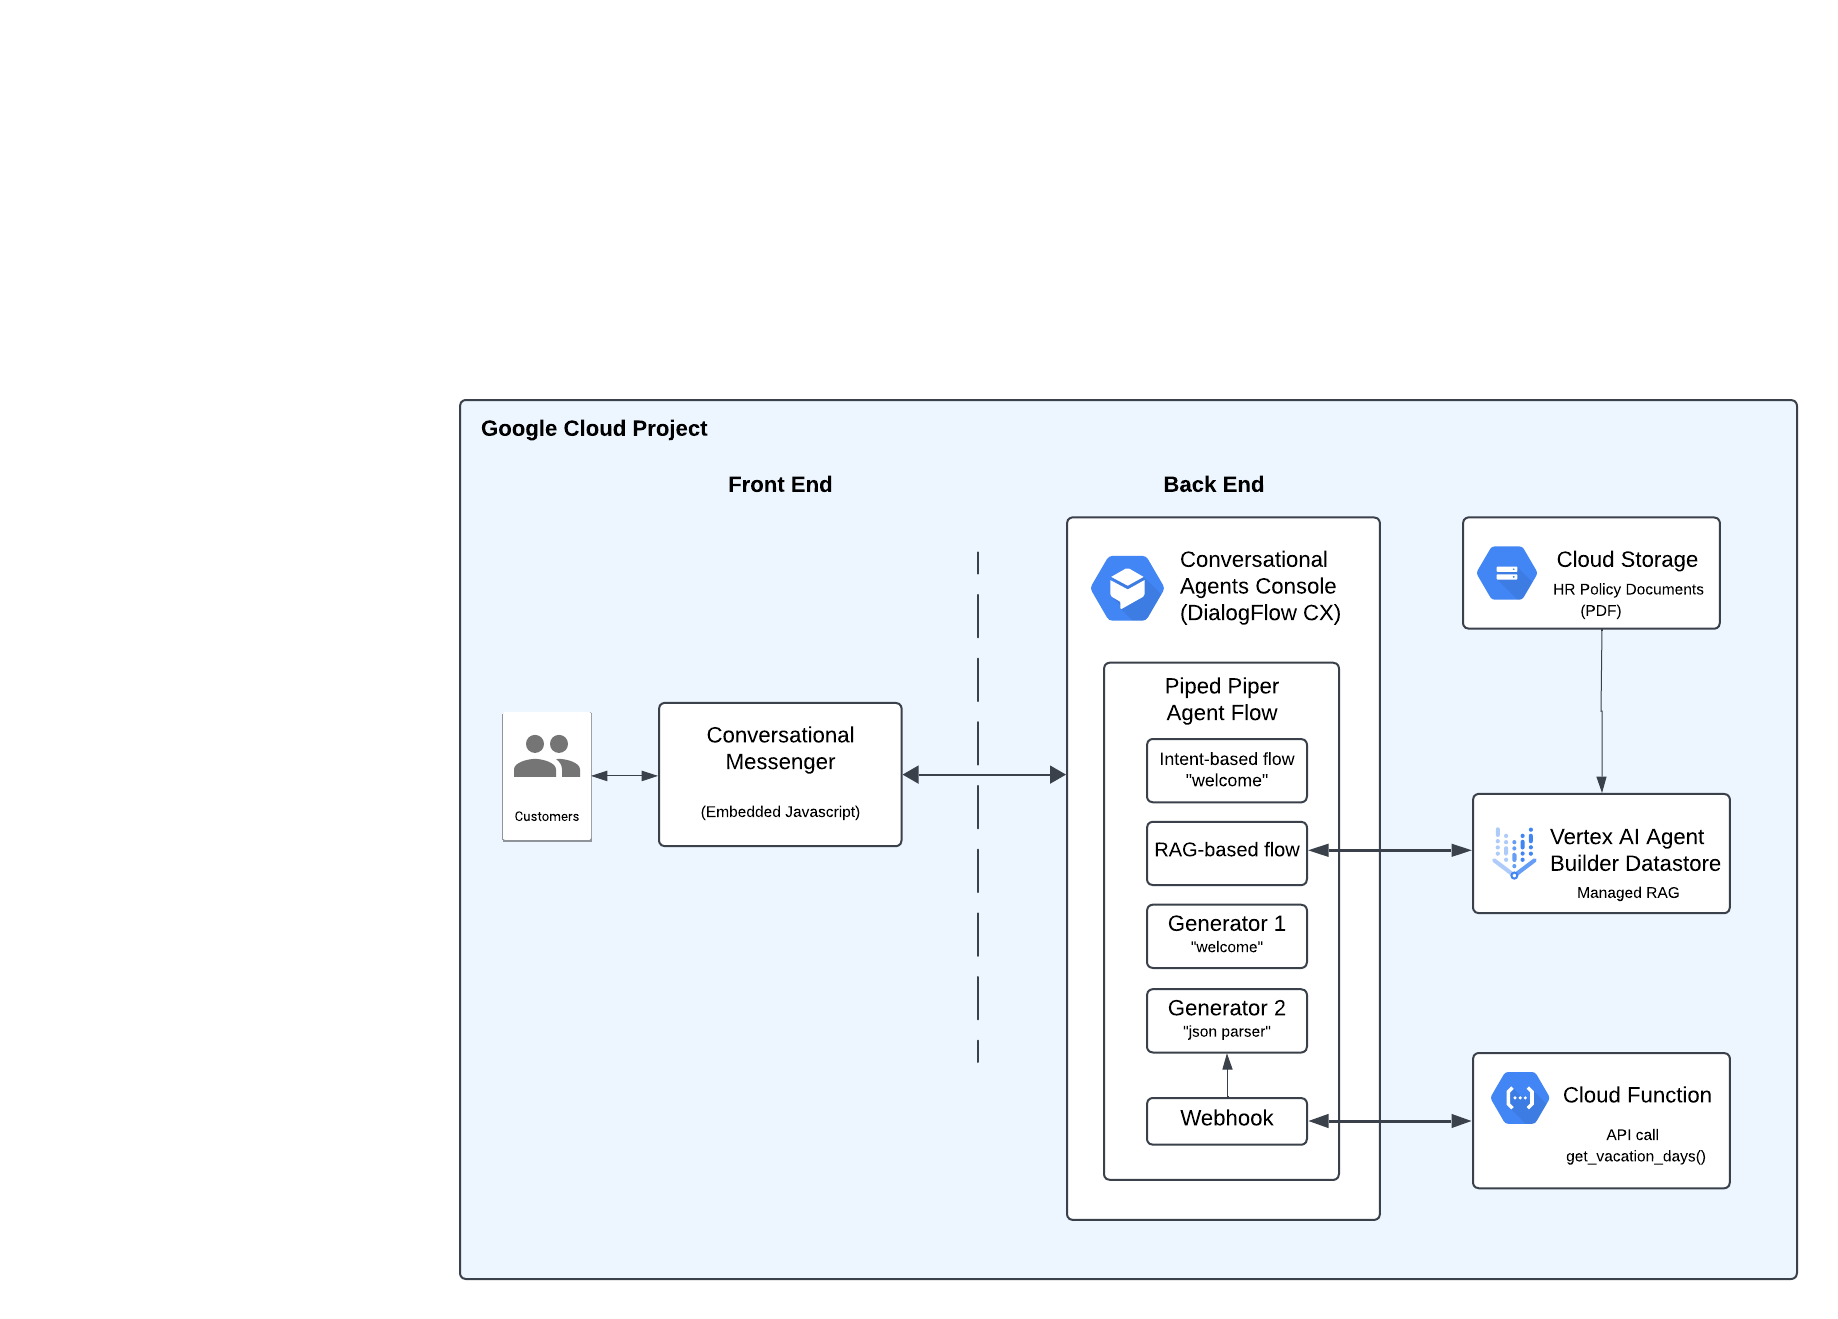 Google Cloud Project
Front End
Back End
Customers
Conversational
Messenger
(Embedded Javascript)
Conversational
Agents Console
(DialogFlow CX)
Piped Piper
Agent Flow
Intent-based flow
"welcome"
RAG-based flow
Generator 1
"welcome"
Generator 2
"json parser"
Webhook
Cloud Storage
HR Policy Documents
(PDF)
Vertex AI Agent
Builder Datastore
Managed RAG
Cloud Function
API call
get_vacation_days()